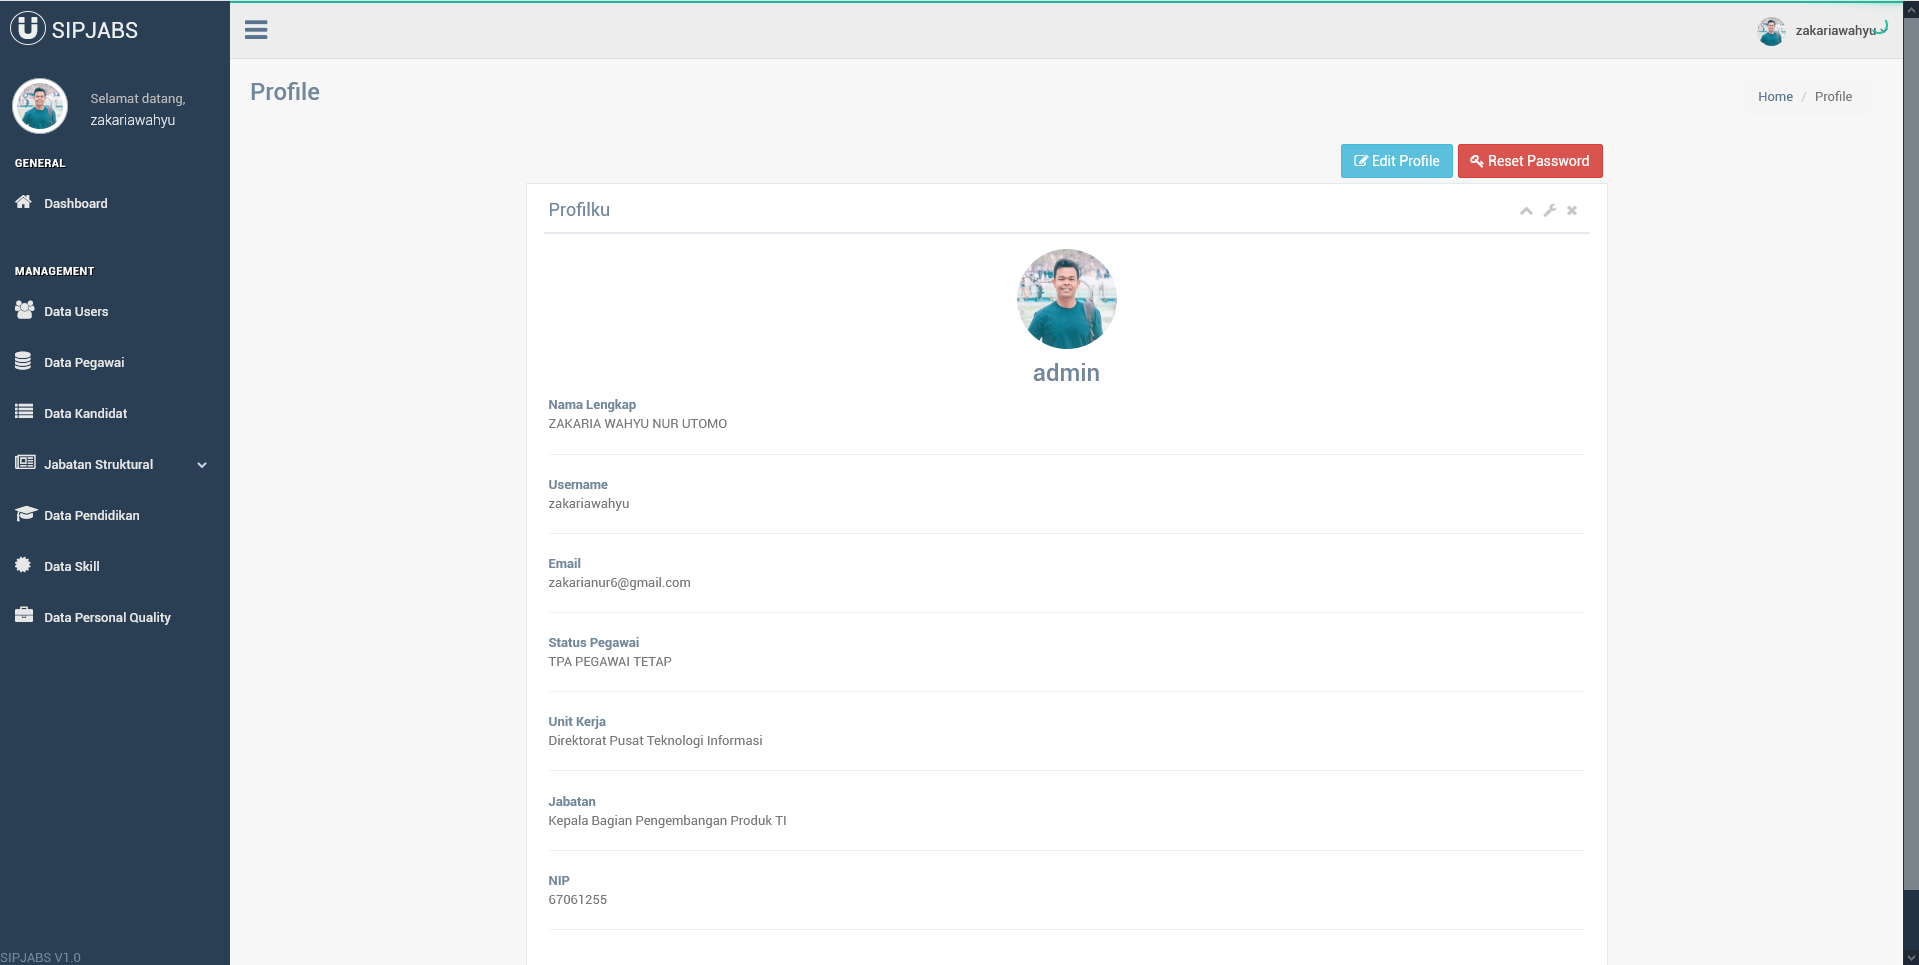 SIPJABS
zakariawahyu
Selamat datang,
zakariawahyu
GENERAL
Dashboard
MANAGEMENT
Data Users
Data Pegawai
Data Kandidat
Jabatan Struktural
Data Pendidikan
Data Skill
Data Personal Quality
SIPJABS V1.0
Profile
Home / Profile
Edit Profile
Reset Password
Profilku
admin
Nama Lengkap
ZAKARIA WAHYU NUR UTOMO
Username
zakariawahyu
Email
zakarianur6@gmail.com
Status Pegawai
TPA PEGAWAI TETAP
Unit Kerja
Direktorat Pusat Teknologi Informasi
Jabatan
Kepala Bagian Pengembangan Produk TI
NIP
67061255